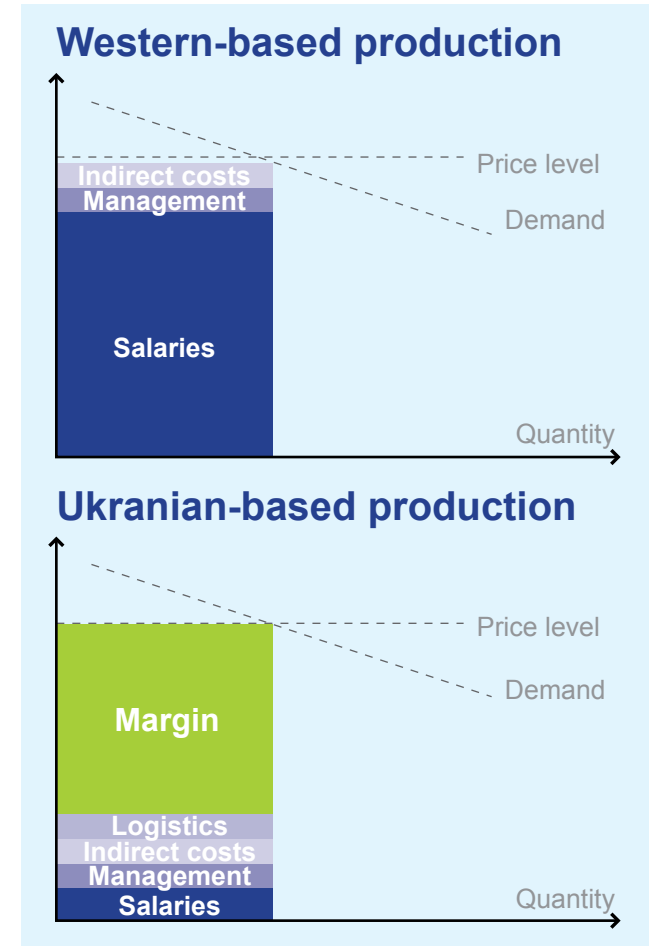 Western-based production
Price level
Indirect costs
Management
Demand
Salaries
Quantity
Ukranian-based production
Price level
Demand
Margin
Logistics
Indirect costs
Management
Salaries
Quantity